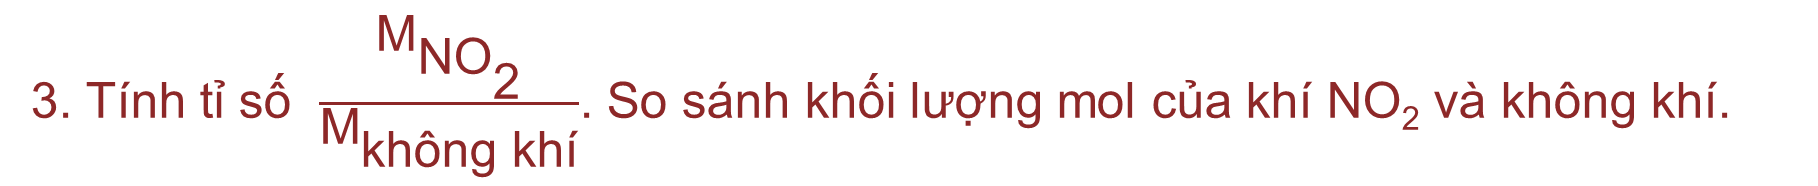 3. Tính tỉ số M_NO₂ / M_không khí. So sánh khối lượng mol của khí NO₂ và không khí.